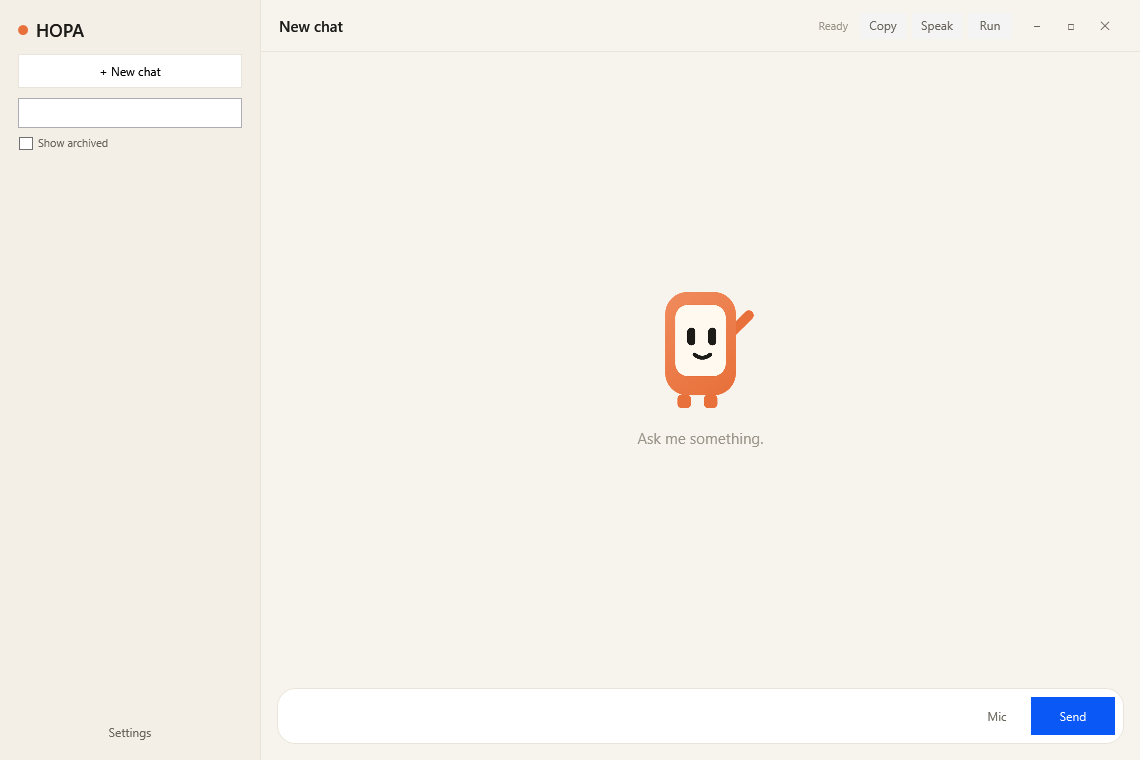 HOPA
+ New chat
Show archived
Settings
New chat
Ready
Copy
Speak
Run
Ask me something.
Mic
Send